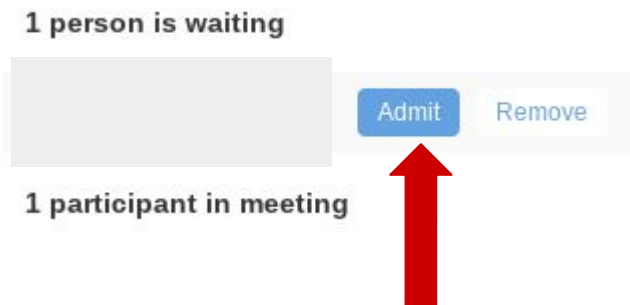 1 person is waiting
Admit Remove
1 participant in meeting